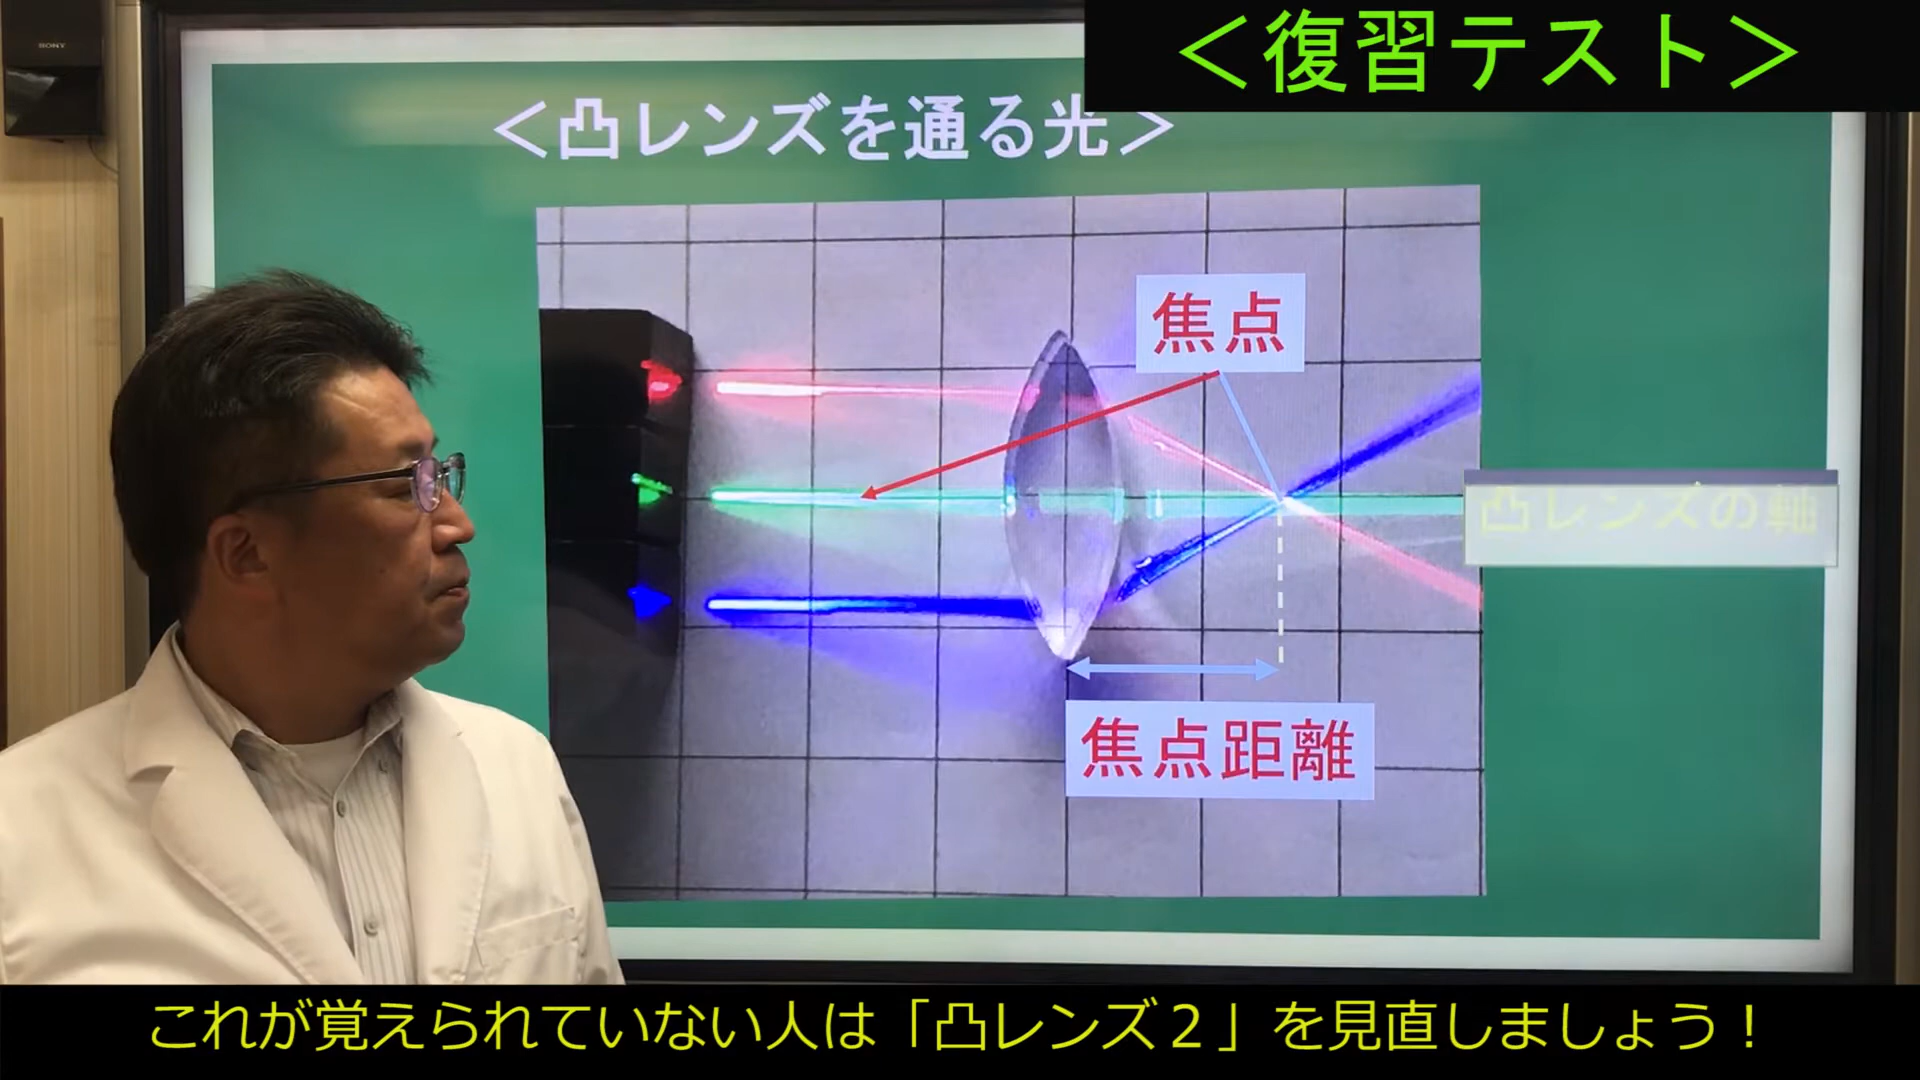 SONY
＜復習テスト＞
＜凸レンズを通る光＞
焦点
凸レンズの軸
焦点距離
これが覚えられていない人は「凸レンズ２」を見直しましょう！